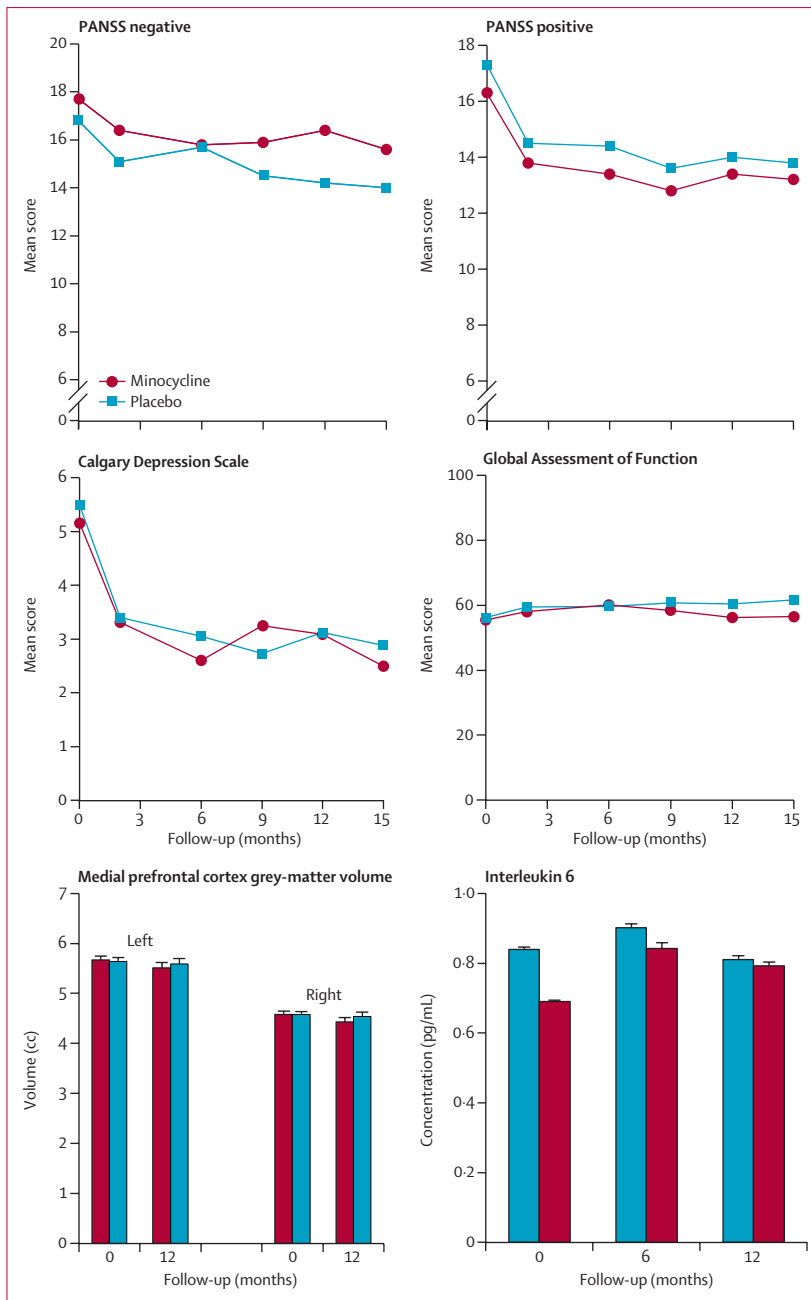 PANSS negative
20
18
16
14
12
10
8
6
0
Mean score
Minocycline
Placebo
PANSS positive
18
16
14
12
10
8
6
0
Mean score
Calgary Depression Scale
6
5
4
3
2
1
0
Mean score
0 3 6 9 12 15
Follow-up (months)
Global Assessment of Function
100
80
60
40
20
0
Mean score
0 3 6 9 12 15
Follow-up (months)
Medial prefrontal cortex grey-matter volume
7
6
5
4
3
2
1
0
Volume (cc)
Left
Right
0 12 0 12
Follow-up (months)
Interleukin 6
1·0
0·8
0·6
0·4
0·2
0
Concentration (pg/mL)
0 6 12
Follow-up (months)